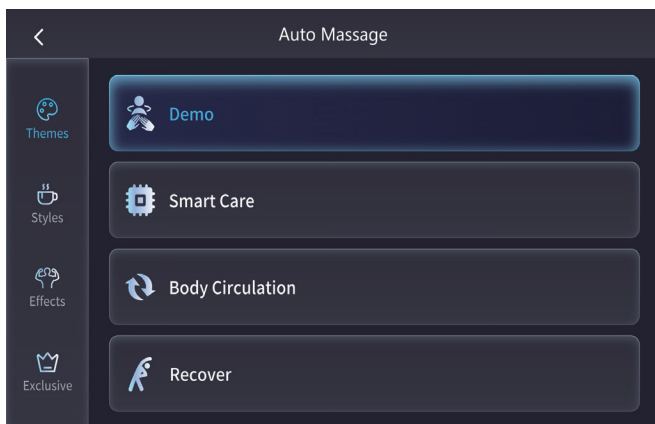 Auto Massage
Themes
Styles
Effects
Exclusive
Demo
Smart Care
Body Circulation
Recover